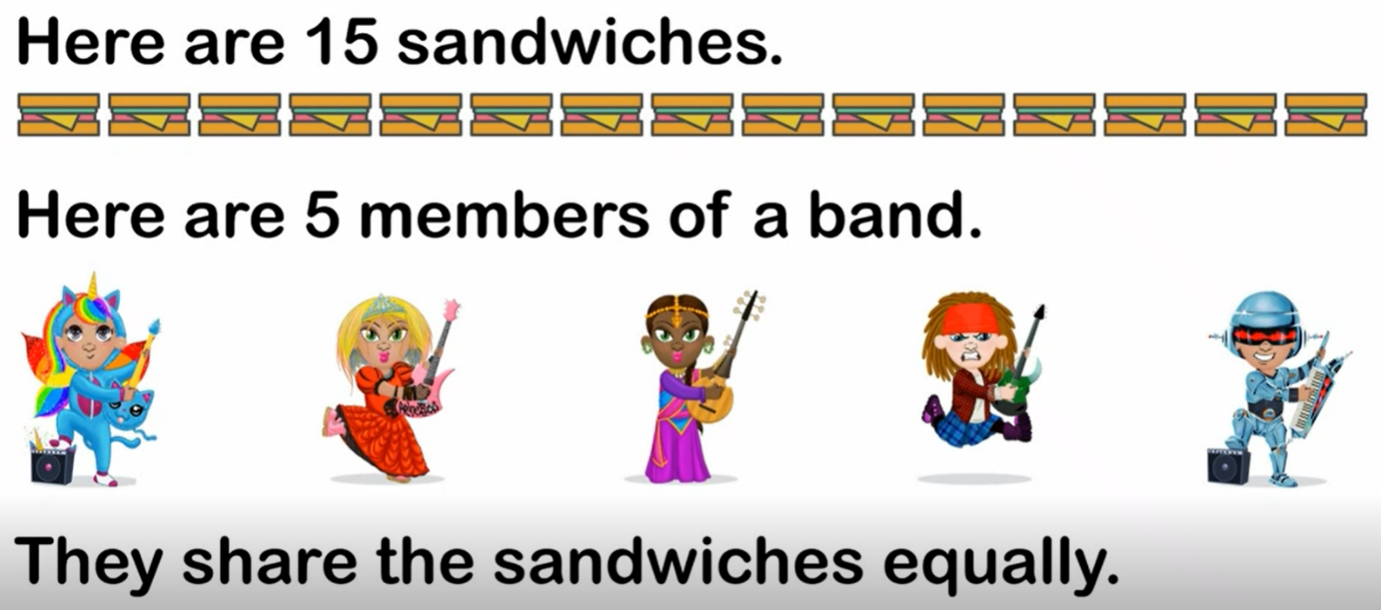 Here are 15 sandwiches.
Here are 5 members of a band.
They share the sandwiches equally.